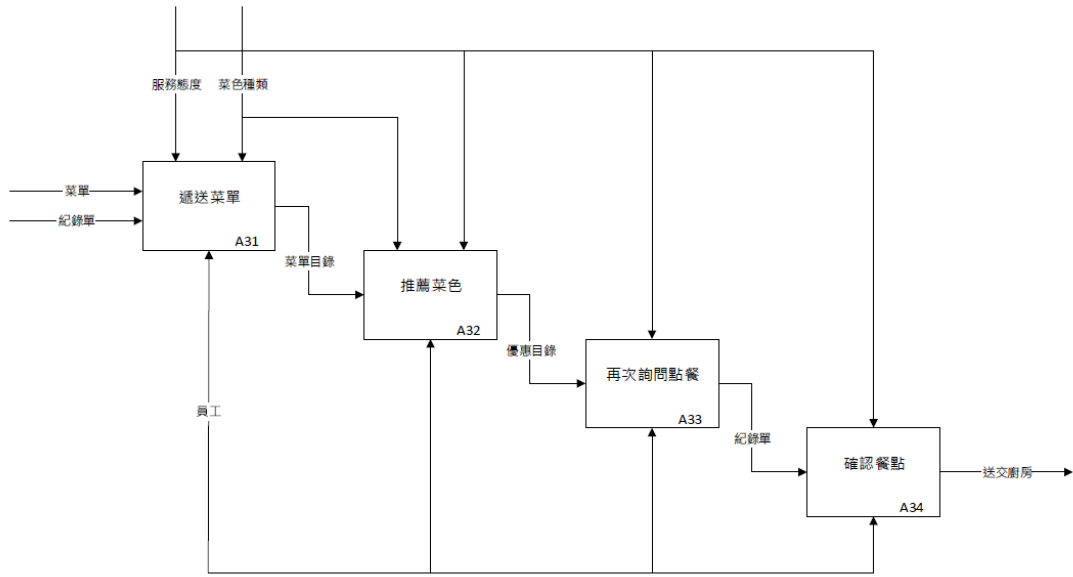 服務態度
菜色種類
菜單
紀錄單
遞送菜單
A31
菜單目錄
推薦菜色
A32
優惠目錄
再次詢問點餐
A33
員工
紀錄單
確認餐點
A34
送交廚房